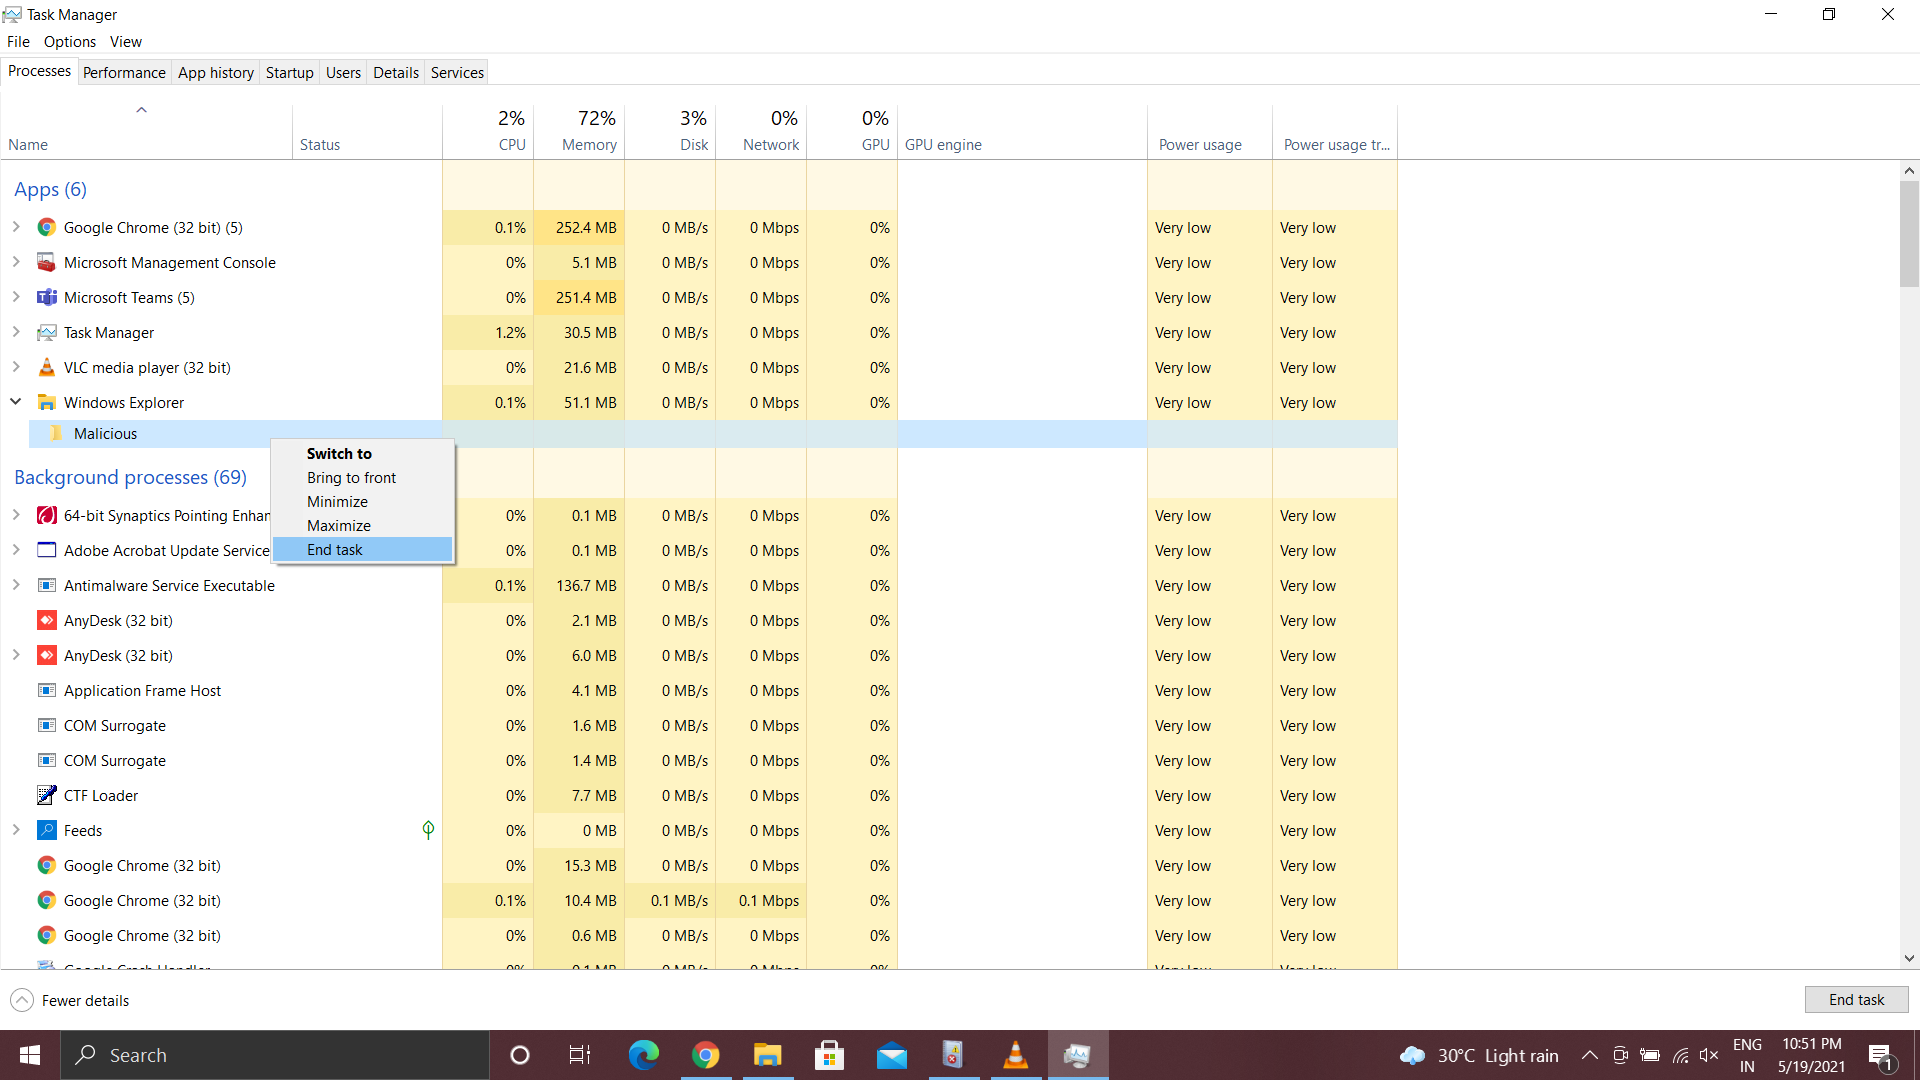 Task Manager
File Options View
Processes Performance App history Startup Users Details Services
2% 72% 3% 0% 0%
Name Status CPU Memory Disk Network GPU GPU engine Power usage Power usage tr...
Apps (6)
Google Chrome (32 bit) (5) 0.1% 252.4 MB 0 MB/s 0 Mbps 0% Very low Very low
Microsoft Management Console 0% 5.1 MB 0 MB/s 0 Mbps 0% Very low Very low
Microsoft Teams (5) 0% 251.4 MB 0 MB/s 0 Mbps 0% Very low Very low
Task Manager 1.2% 30.5 MB 0 MB/s 0 Mbps 0% Very low Very low
VLC media player (32 bit) 0% 21.6 MB 0 MB/s 0 Mbps 0% Very low Very low
Windows Explorer 0.1% 51.1 MB 0 MB/s 0 Mbps 0% Very low Very low
Malicious
Switch to
Bring to front
Minimize
Maximize
End task
Background processes (69)
64-bit Synaptics Pointing Enhan 0% 0.1 MB 0 MB/s 0 Mbps 0% Very low Very low
Adobe Acrobat Update Service 0% 0.1 MB 0 MB/s 0 Mbps 0% Very low Very low
Antimalware Service Executable 0.1% 136.7 MB 0 MB/s 0 Mbps 0% Very low Very low
AnyDesk (32 bit) 0% 2.1 MB 0 MB/s 0 Mbps 0% Very low Very low
AnyDesk (32 bit) 0% 6.0 MB 0 MB/s 0 Mbps 0% Very low Very low
Application Frame Host 0% 4.1 MB 0 MB/s 0 Mbps 0% Very low Very low
COM Surrogate 0% 1.6 MB 0 MB/s 0 Mbps 0% Very low Very low
COM Surrogate 0% 1.4 MB 0 MB/s 0 Mbps 0% Very low Very low
CTF Loader 0% 7.7 MB 0 MB/s 0 Mbps 0% Very low Very low
Feeds 0% 0 MB 0 MB/s 0 Mbps 0% Very low Very low
Google Chrome (32 bit) 0% 15.3 MB 0 MB/s 0 Mbps 0% Very low Very low
Google Chrome (32 bit) 0.1% 10.4 MB 0.1 MB/s 0.1 Mbps 0% Very low Very low
Google Chrome (32 bit) 0% 0.6 MB 0 MB/s 0 Mbps 0% Very low Very low
Fewer details End task
Search 30°C Light rain ENG IN 10:51 PM 5/19/2021 1